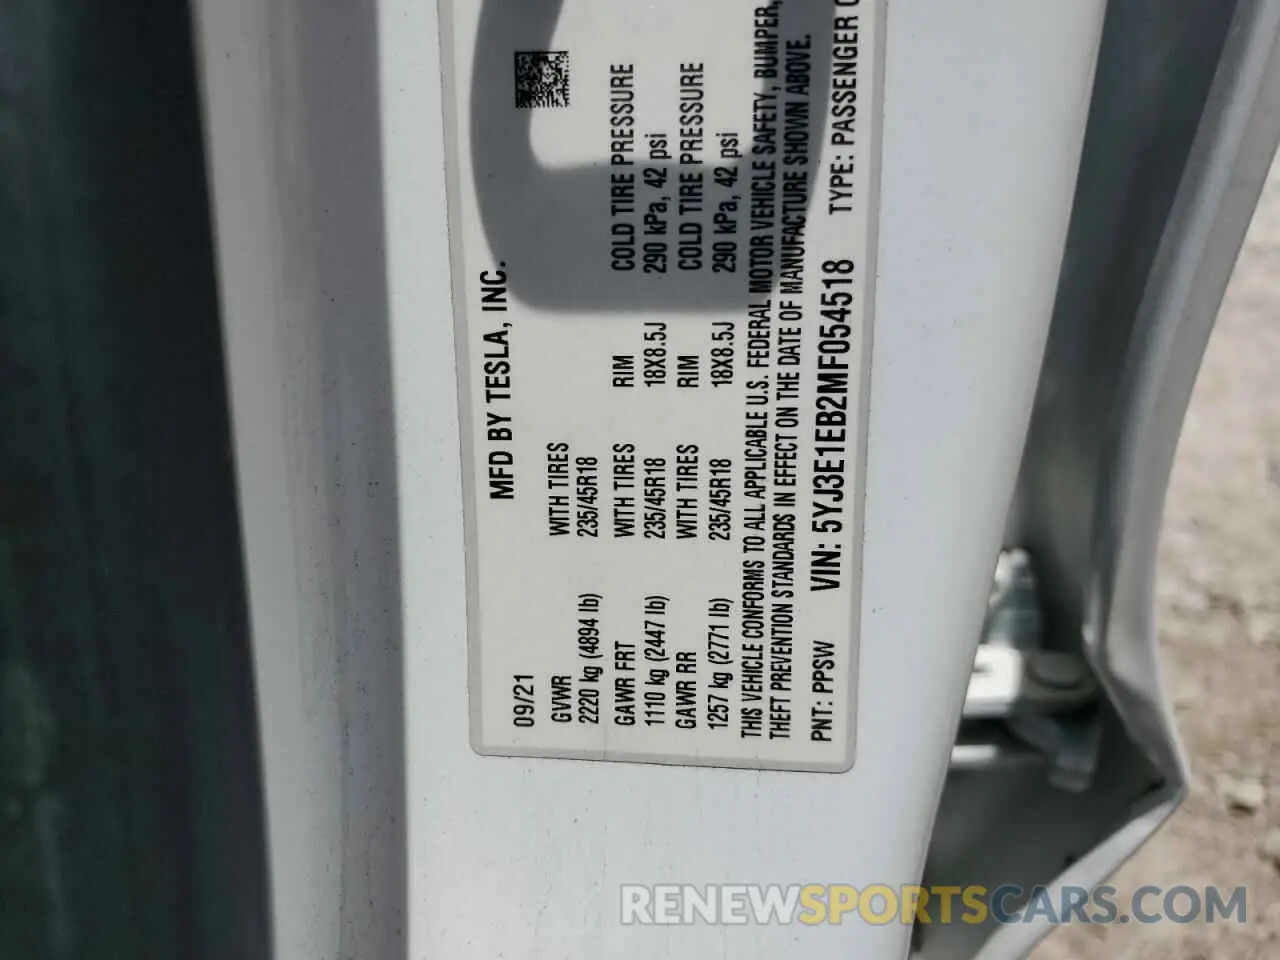 MFD BY TESLA, INC.
09/21
GVWR WITH TIRES
2220 kg (4894 lb) 235/45R18
GAWR FRT WITH TIRES RIM COLD TIRE PRESSURE
1110 kg (2447 lb) 235/45R18 18X8.5J 290 kPa, 42 psi
GAWR RR WITH TIRES RIM COLD TIRE PRESSURE
1257 kg (2771 lb) 235/45R18 18X8.5J 290 kPa, 42 psi
THIS VEHICLE CONFORMS TO ALL APPLICABLE U.S. FEDERAL MOTOR VEHICLE SAFETY, BUMPER,
THEFT PREVENTION STANDARDS IN EFFECT ON THE DATE OF MANUFACTURE SHOWN ABOVE.
PNT: PPSW VIN: 5YJ3E1EB2MF054518 TYPE: PASSENGER
RENEWSPORTSCARS.COM